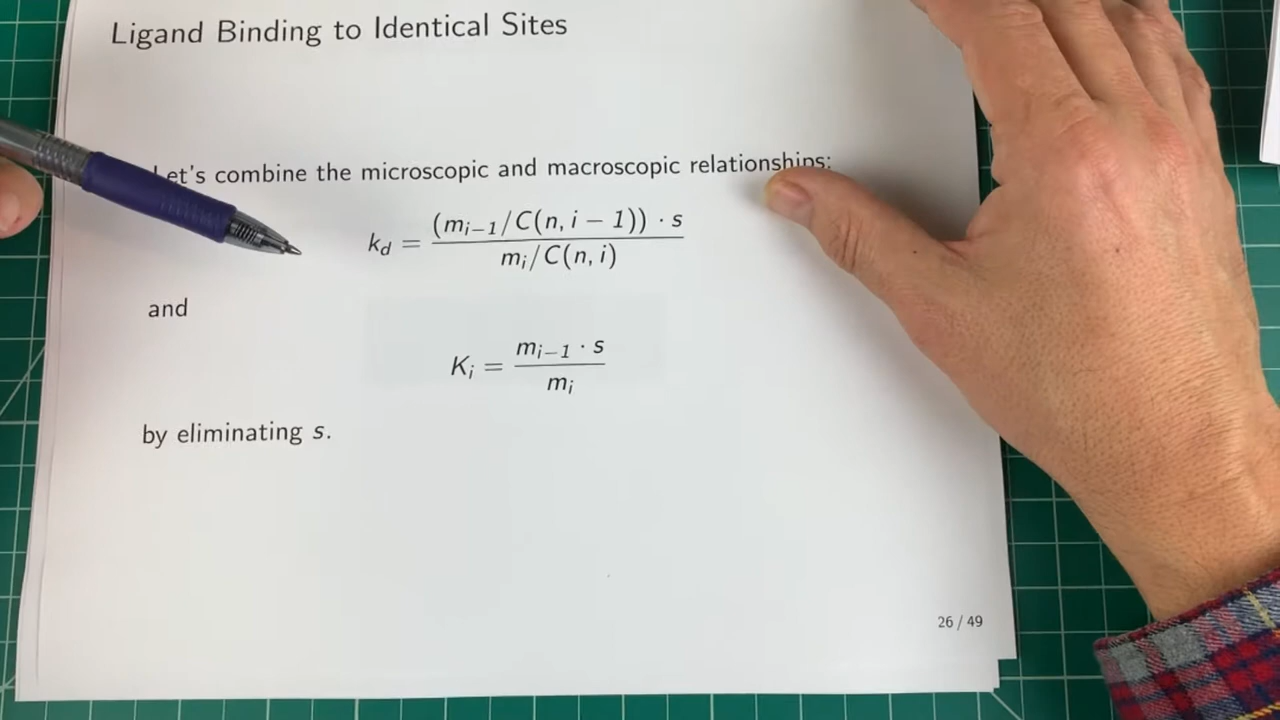 Ligand Binding to Identical Sites
Let's combine the microscopic and macroscopic relationships:
k_d = (m_{i−1}/C(n, i − 1)) · s / m_i/C(n, i)
and
K_i = m_{i−1} · s / m_i
by eliminating s.
26 / 49